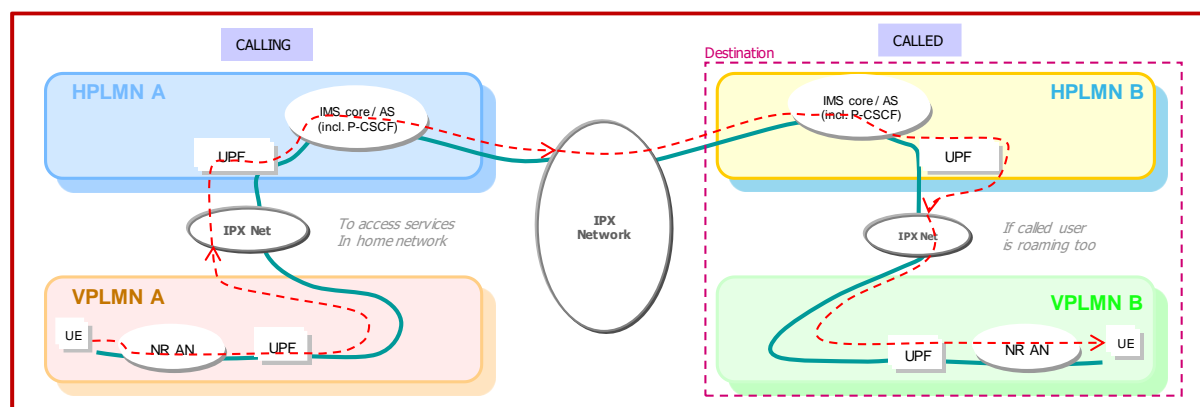 CALLING
CALLED
Destination
HPLMN A
IMS core / AS
(incl. P-CSCF)
UPF
HPLMN B
IMS core / AS
(incl. P-CSCF)
UPF
IPX Net
To access services
In home network
IPX
Network
IPX Net
If called user
is roaming too
VPLMN A
UE
NR AN
UPF
VPLMN B
UPF
NR AN
UE